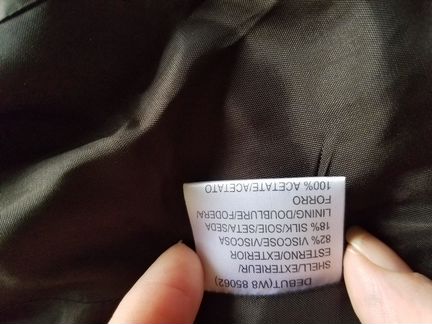 DEBUT(W8 85062)
SHELL/EXTERIEUR/
ESTERNO/EXTERIOR
82% VISCOSE/VISCOSA
18% SILK/SOIE/SETA/SEDA
LINING/DOUBLURE/FODERA/
FORRO
100% ACETATE/ACETATO